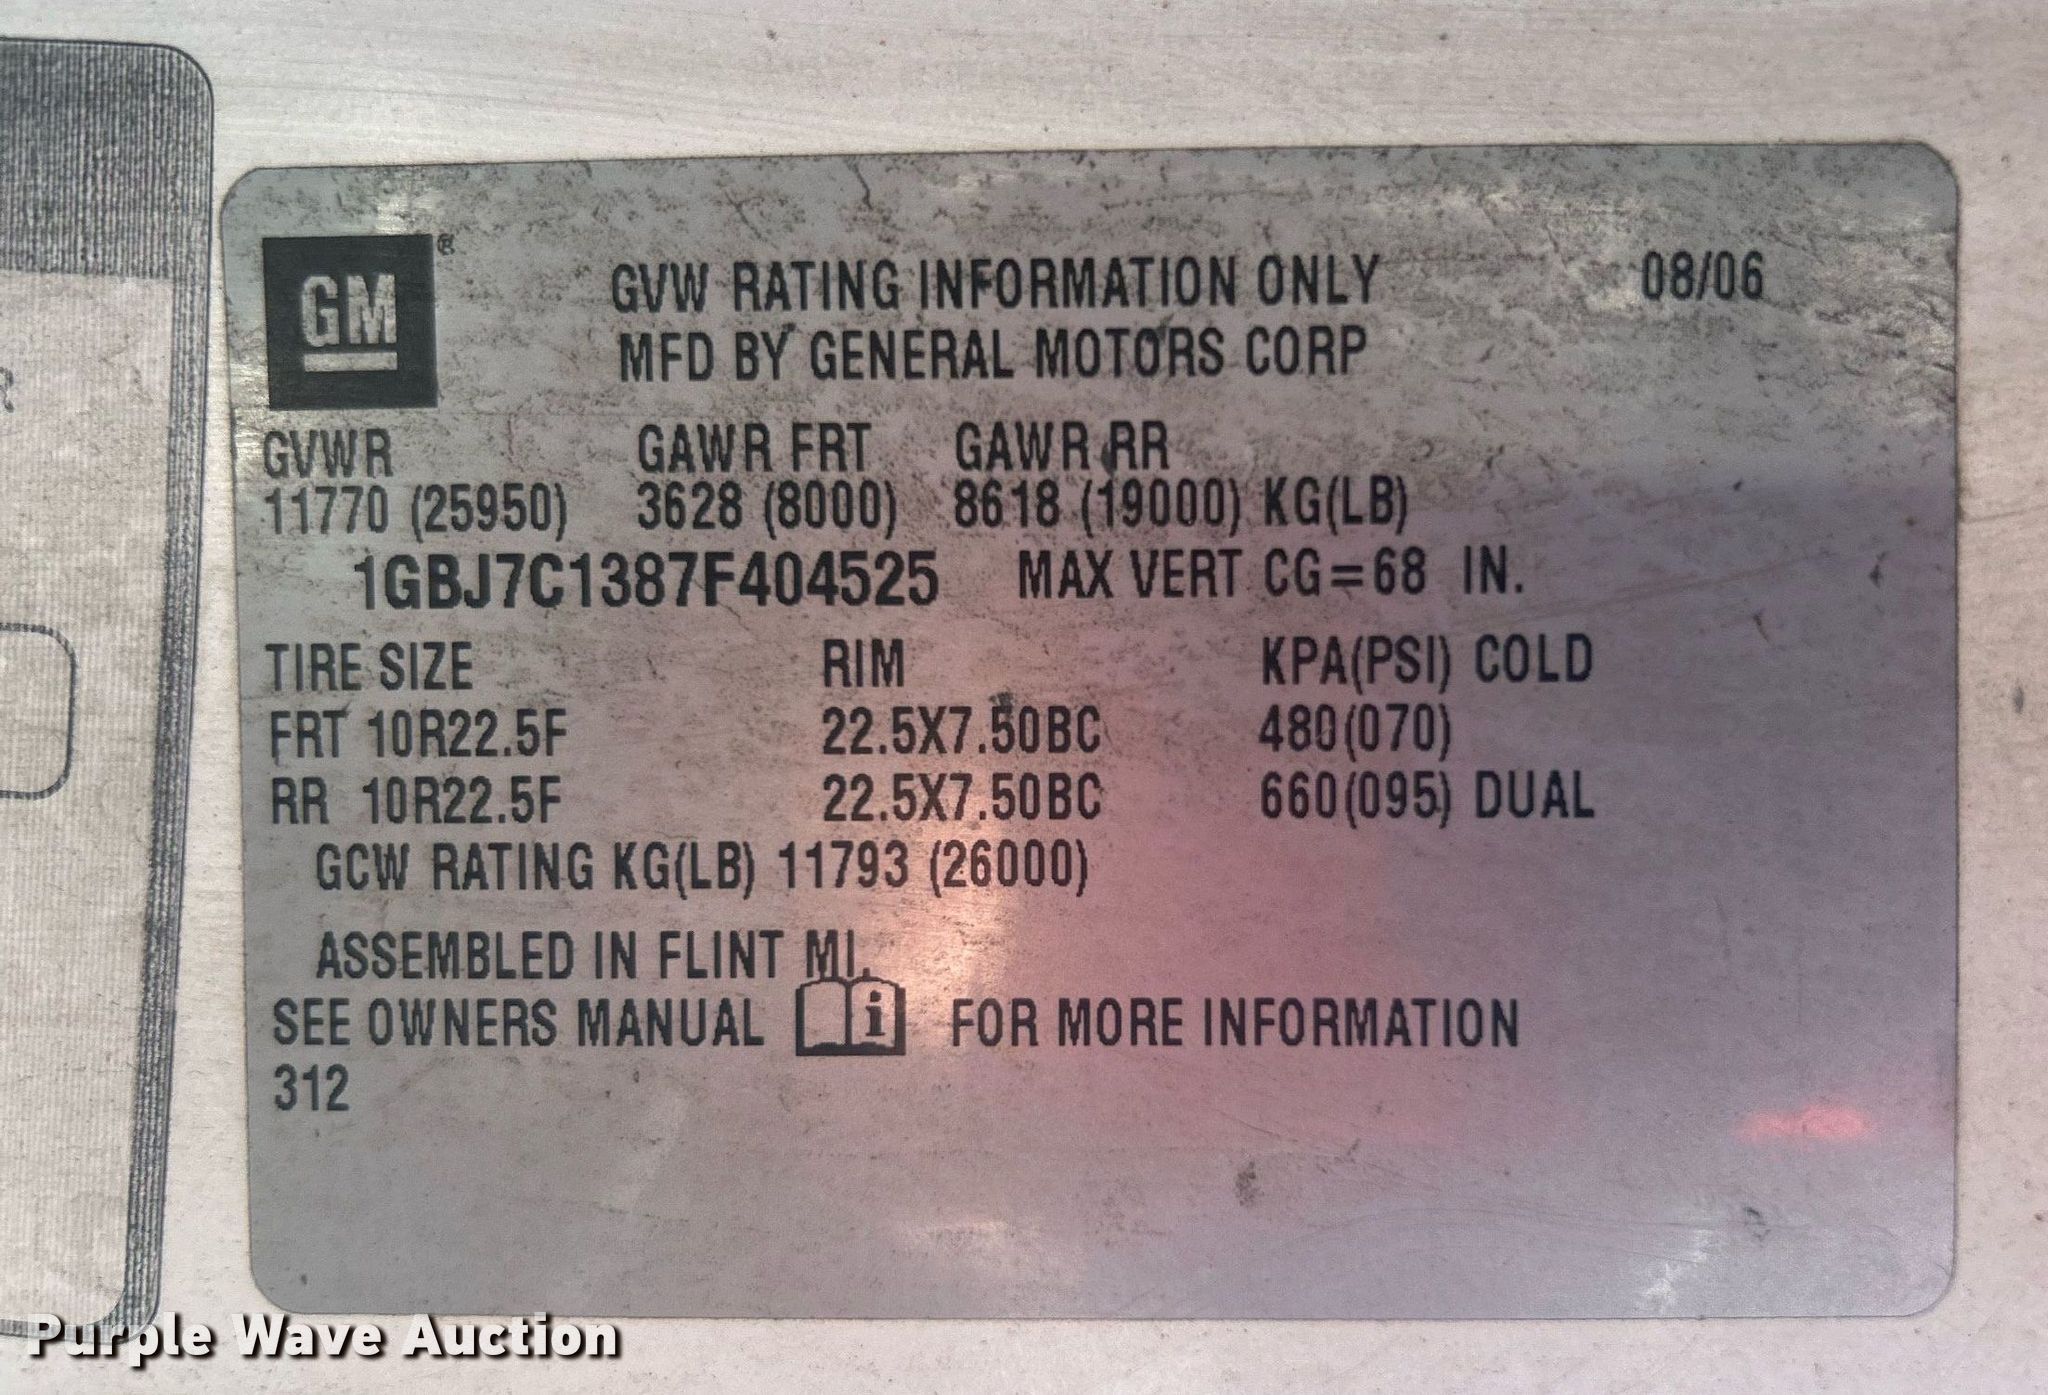 GM®
GVW RATING INFORMATION ONLY 08/06
MFD BY GENERAL MOTORS CORP
GVWR GAWR FRT GAWR RR
11770 (25950) 3628 (8000) 8618 (19000) KG(LB)
1GBJ7C1387F404525 MAX VERT CG=68 IN.
TIRE SIZE RIM KPA(PSI) COLD
FRT 10R22.5F 22.5X7.50BC 480(070)
RR 10R22.5F 22.5X7.50BC 660(095) DUAL
GCW RATING KG(LB) 11793 (26000)
ASSEMBLED IN FLINT MI.
SEE OWNERS MANUAL i FOR MORE INFORMATION
312
Purple Wave Auction